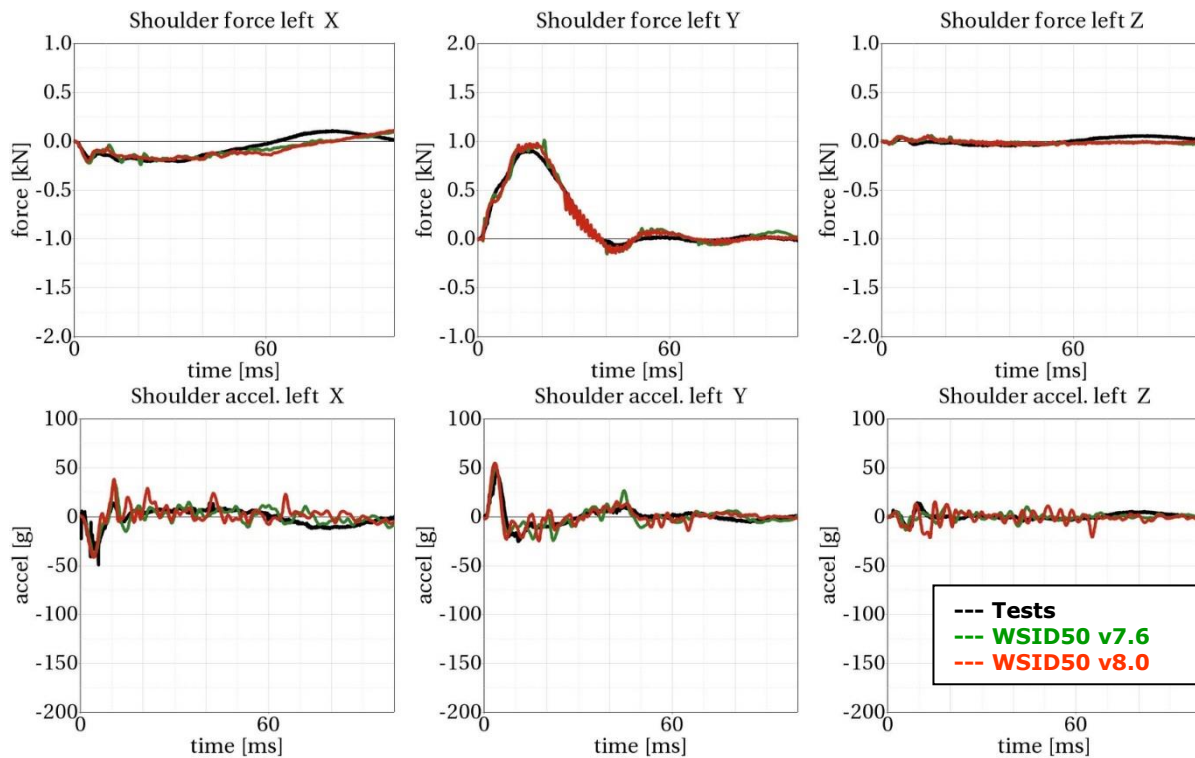 Shoulder force left X
1.0
0.5
0.0
-0.5
-1.0
-1.5
-2.0
force [kN]
0
60
time [ms]
Shoulder force left Y
2.0
1.5
1.0
0.5
0.0
-0.5
-1.0
force [kN]
0
60
time [ms]
Shoulder force left Z
1.0
0.5
0.0
-0.5
-1.0
-1.5
-2.0
force [kN]
0
60
time [ms]
Shoulder accel. left X
100
50
0
-50
-100
-150
-200
accel [g]
0
60
time [ms]
Shoulder accel. left Y
100
50
0
-50
-100
-150
-200
accel [g]
0
60
time [ms]
Shoulder accel. left Z
100
50
0
-50
-100
-150
-200
accel [g]
0
60
time [ms]
--- Tests
--- WSID50 v7.6
--- WSID50 v8.0